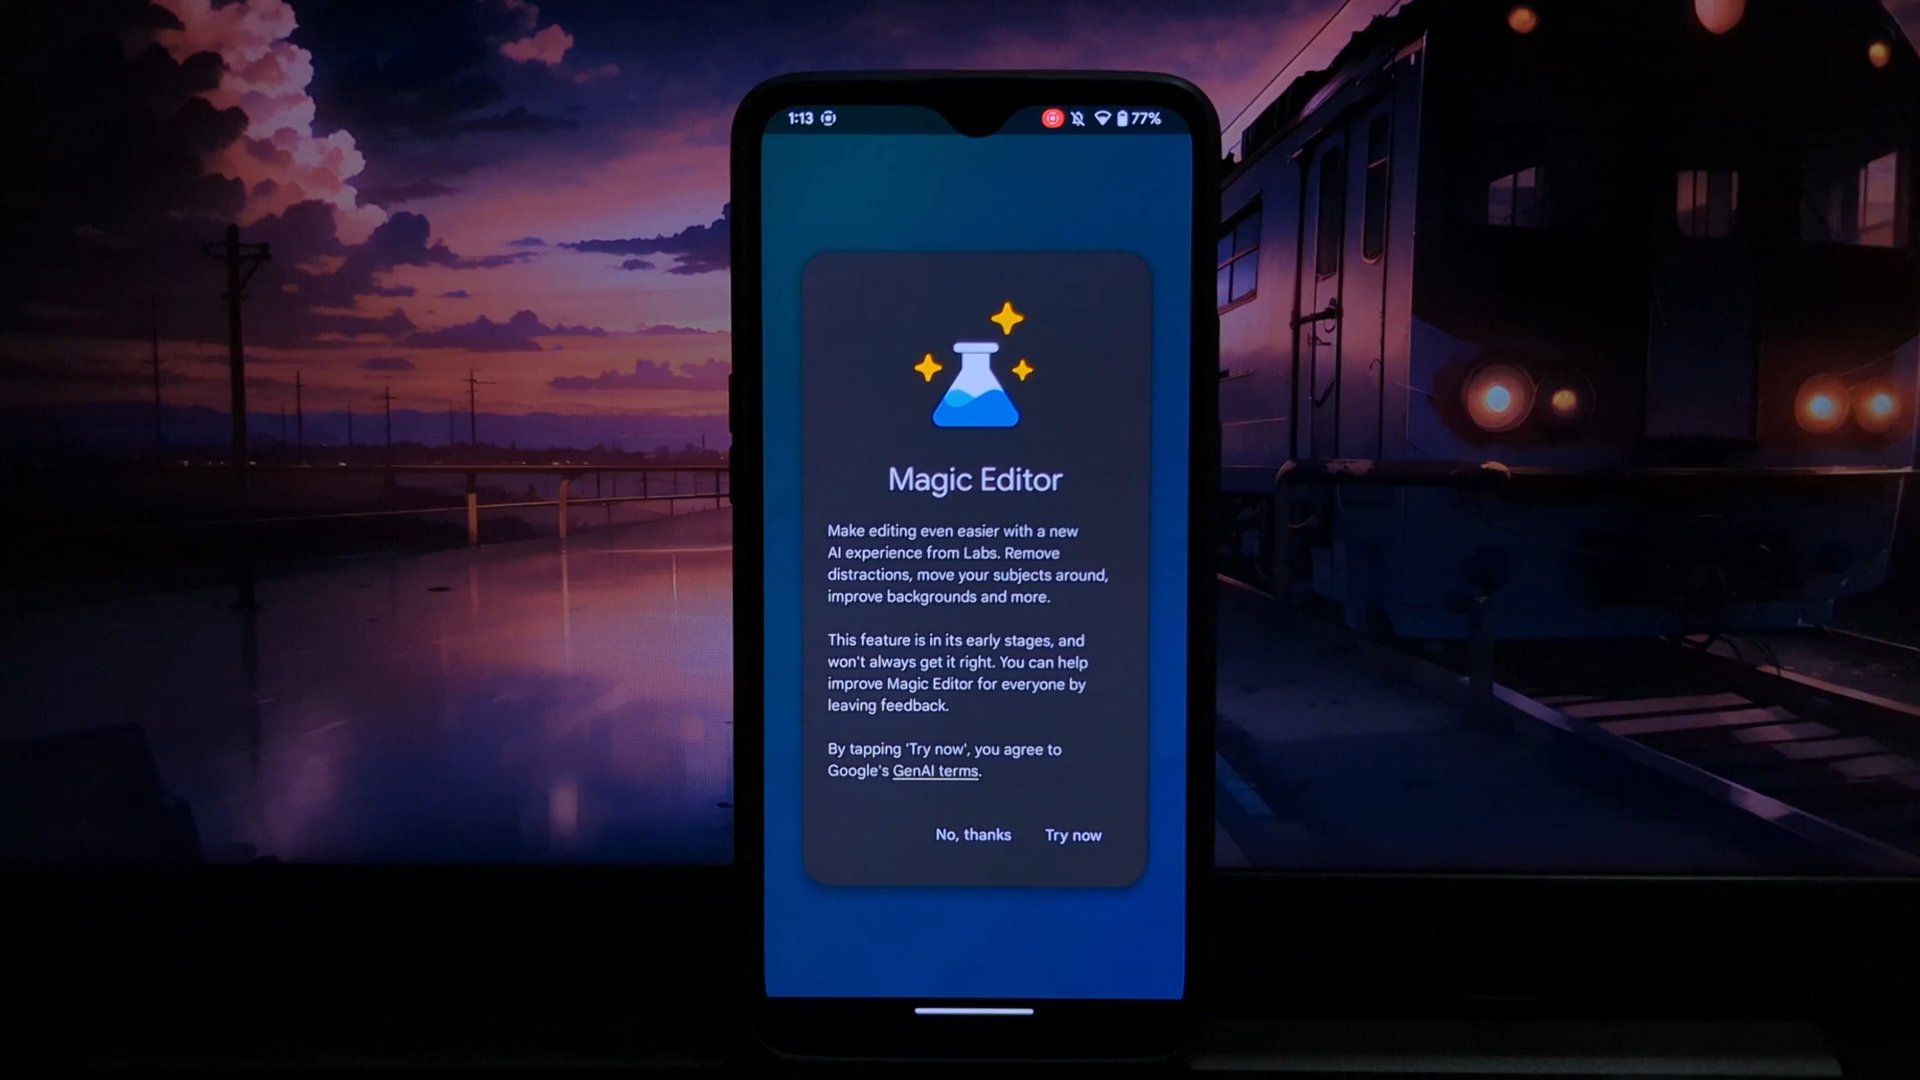 1:13 77%
Magic Editor
Make editing even easier with a new
AI experience from Labs. Remove
distractions, move your subjects around,
improve backgrounds and more.
This feature is in its early stages, and
won't always get it right. You can help
improve Magic Editor for everyone by
leaving feedback.
By tapping 'Try now', you agree to
Google's GenAI terms.
No, thanks Try now